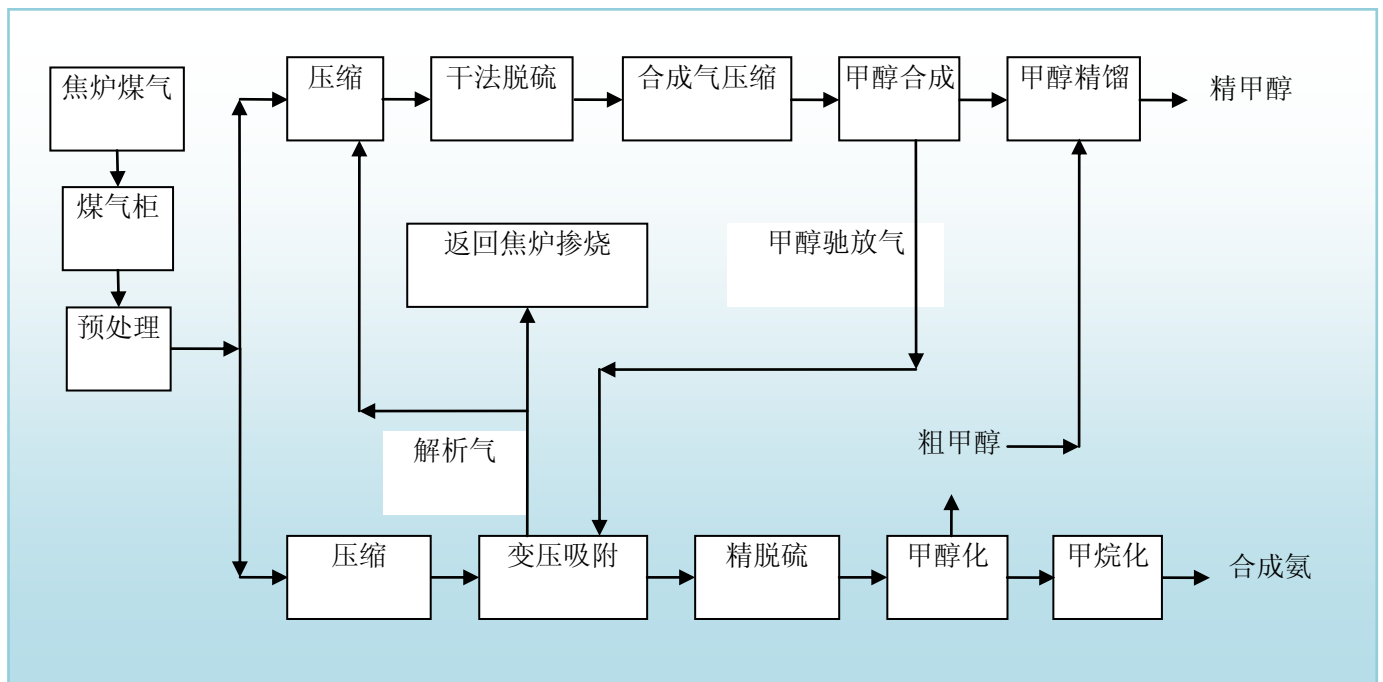 焦炉煤气
煤气柜
预处理
压缩
干法脱硫
合成气压缩
甲醇合成
甲醇精馏
精甲醇
返回焦炉掺烧
甲醇驰放气
解析气
粗甲醇
压缩
变压吸附
精脱硫
甲醇化
甲烷化
合成氨